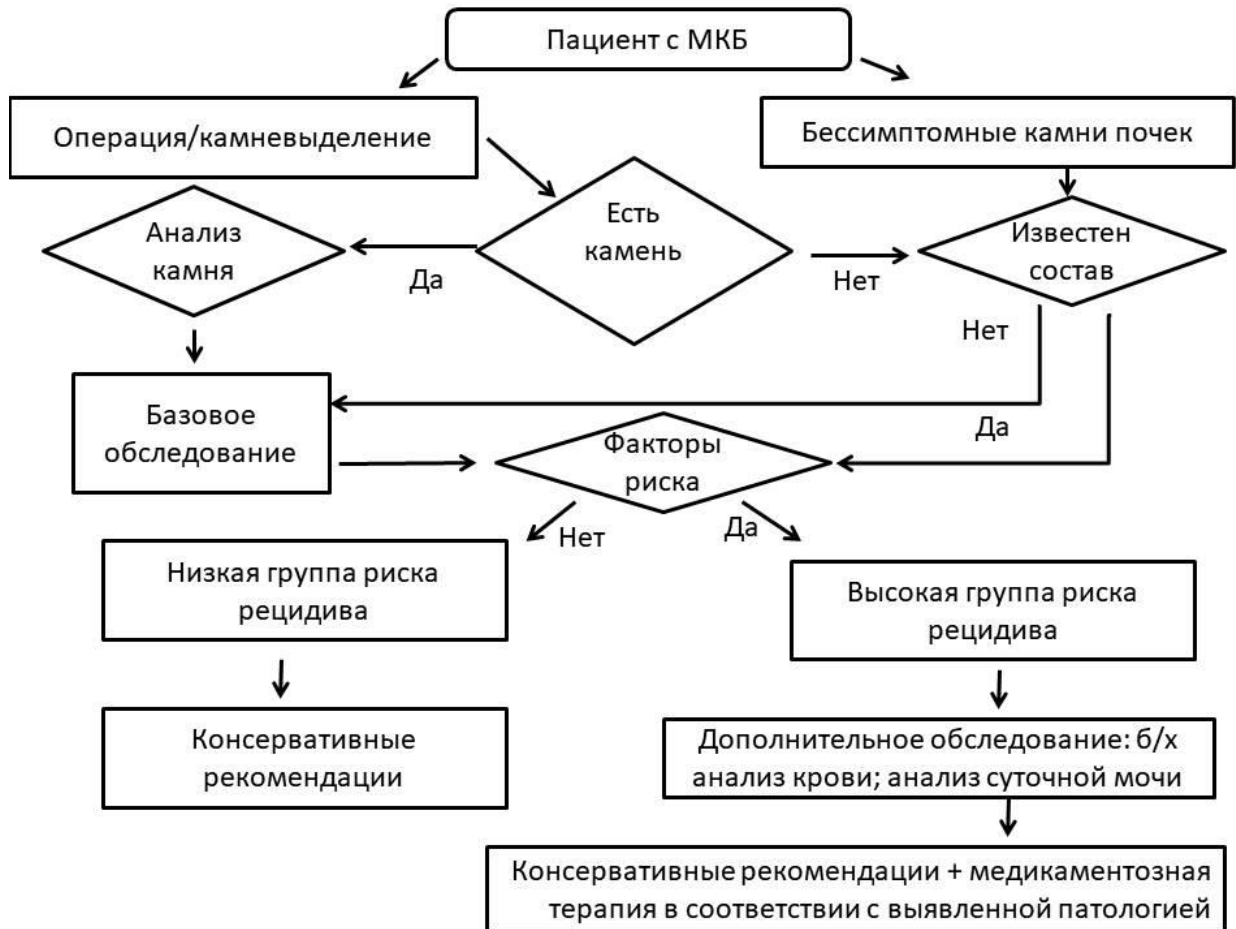 Пациент с МКБ
Операция/камневыделение
Бессимптомные камни почек
Есть
камень
Анализ
камня
Известен
состав
Да
Нет
Нет
Базовое
обследование
Да
Факторы
риска
Нет
Да
Низкая группа риска
рецидива
Высокая группа риска
рецидива
Консервативные
рекомендации
Дополнительное обследование: б/х
анализ крови; анализ суточной мочи
Консервативные рекомендации + медикаментозная
терапия в соответствии с выявленной патологией